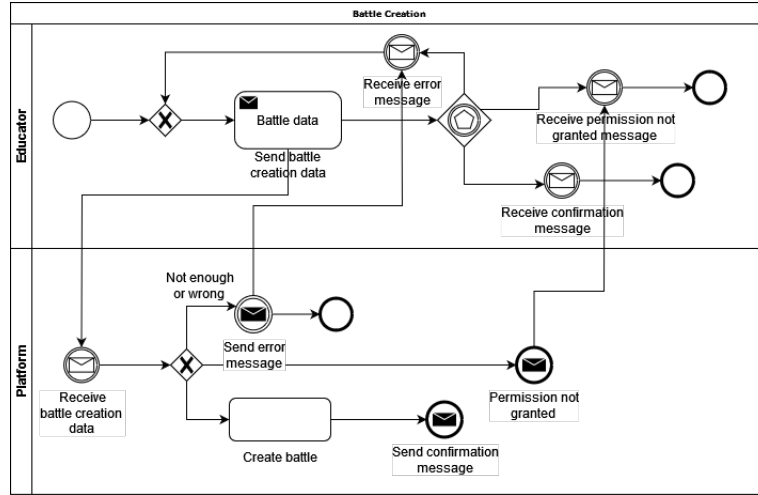 Battle Creation
Educator
Receive error
message
Battle data
Send battle
creation data
Receive permission not
granted message
Receive confirmation
message
Platform
Not enough
or wrong
Send error
message
Receive
battle creation
data
Permission not
granted
Create battle
Send confirmation
message